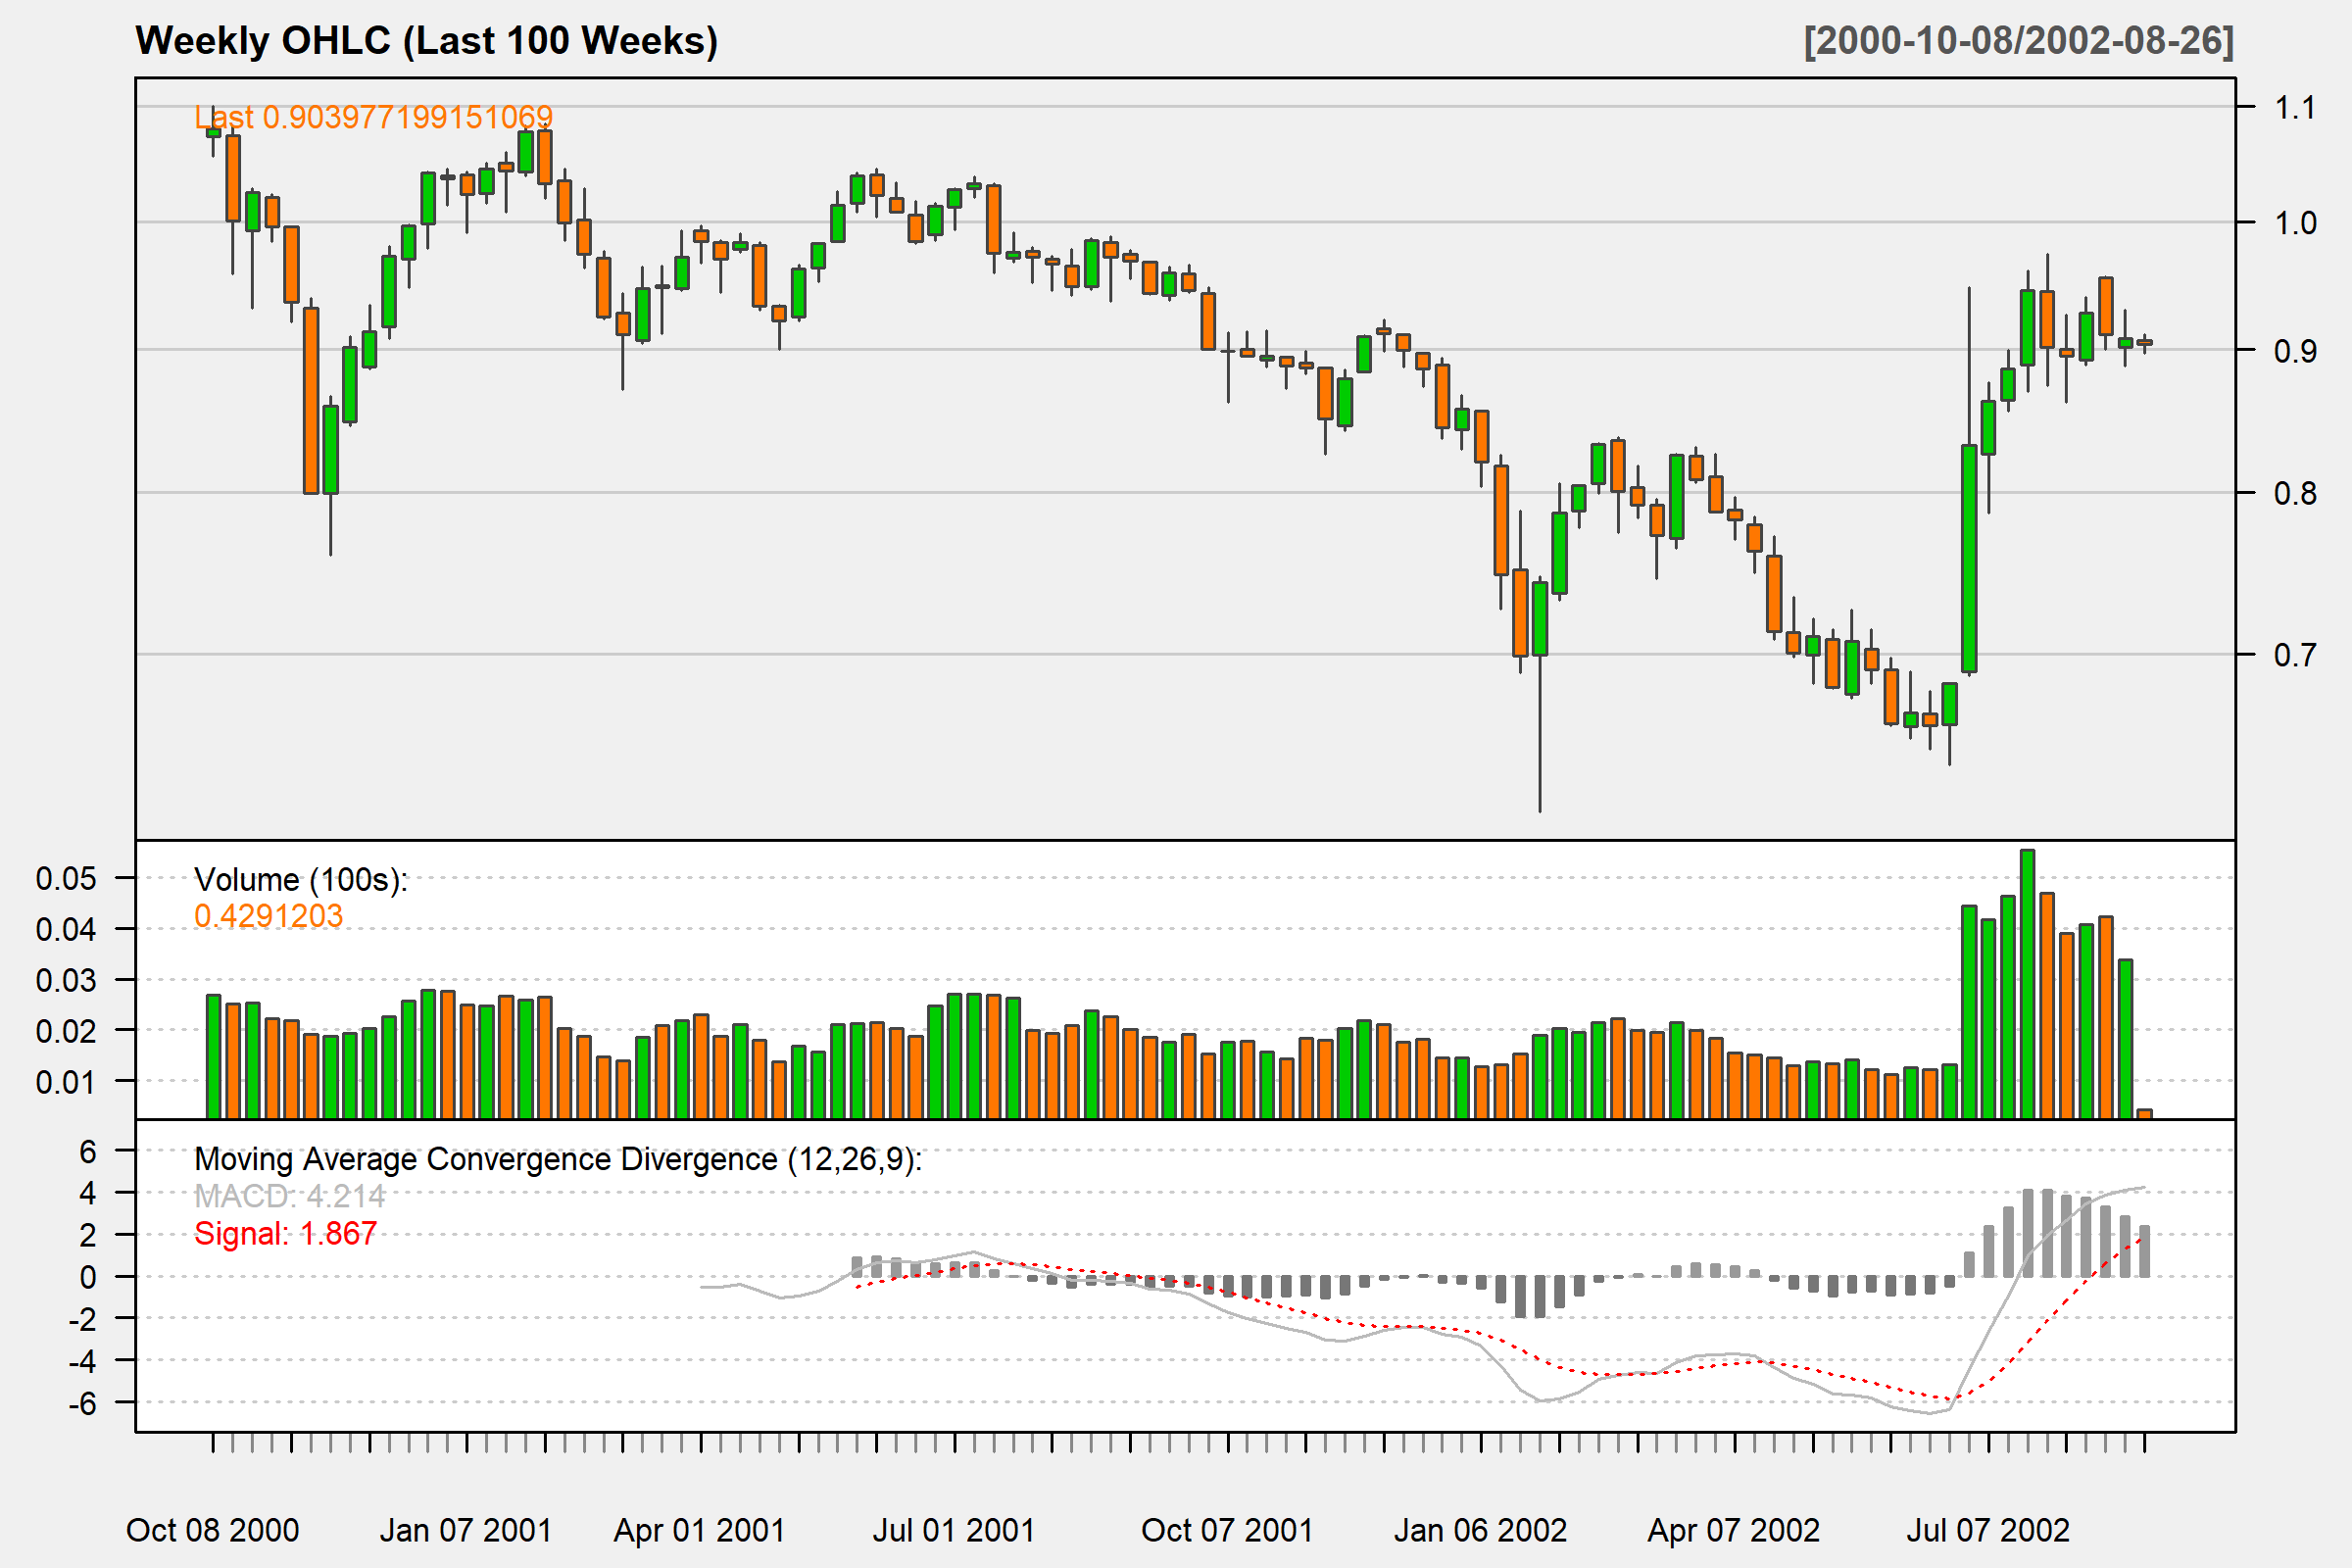 Weekly OHLC (Last 100 Weeks) [2000-10-08/2002-08-26]
Last 0.903977199151069
1.1
1.0
0.9
0.8
0.7
Volume (100s):
0.4291203
0.05
0.04
0.03
0.02
0.01
Moving Average Convergence Divergence (12,26,9):
MACD: 4.214
Signal: 1.867
6
4
2
0
-2
-4
-6
Oct 08 2000 Jan 07 2001 Apr 01 2001 Jul 01 2001 Oct 07 2001 Jan 06 2002 Apr 07 2002 Jul 07 2002